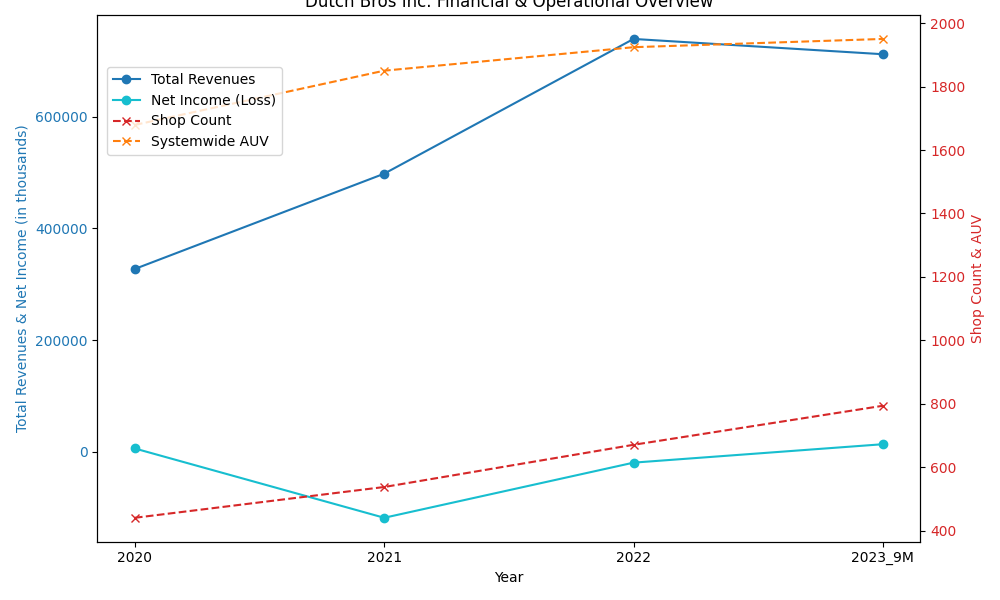 Dutch Bros Inc. Financial & Operational Overview
Total Revenues
Net Income (Loss)
Shop Count
Systemwide AUV
Total Revenues & Net Income (in thousands)
600000
400000
200000
0
2000
1800
1600
1400
1200
1000
800
600
400
Shop Count & AUV
2020
2021
2022
2023_9M
Year